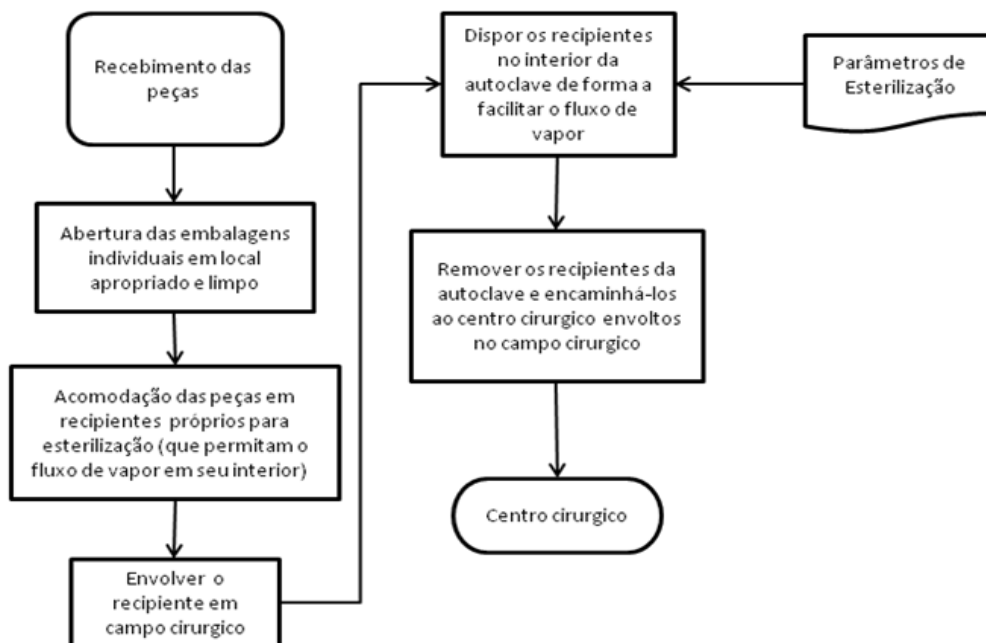 Recebimento das
peças
Abertura das embalagens
individuais em local
apropriado e limpo
Acomodação das peças em
recipientes próprios para
esterilização (que permitam o
fluxo de vapor em seu interior)
Envolver o
recipiente em
campo cirurgico
Dispor os recipientes
no interior da
autoclave de forma a
facilitar o fluxo de
vapor
Parâmetros de
Esterilização
Remover os recipientes da
autoclave e encaminhá-los
ao centro cirurgico envoltos
no campo cirurgico
Centro cirurgico